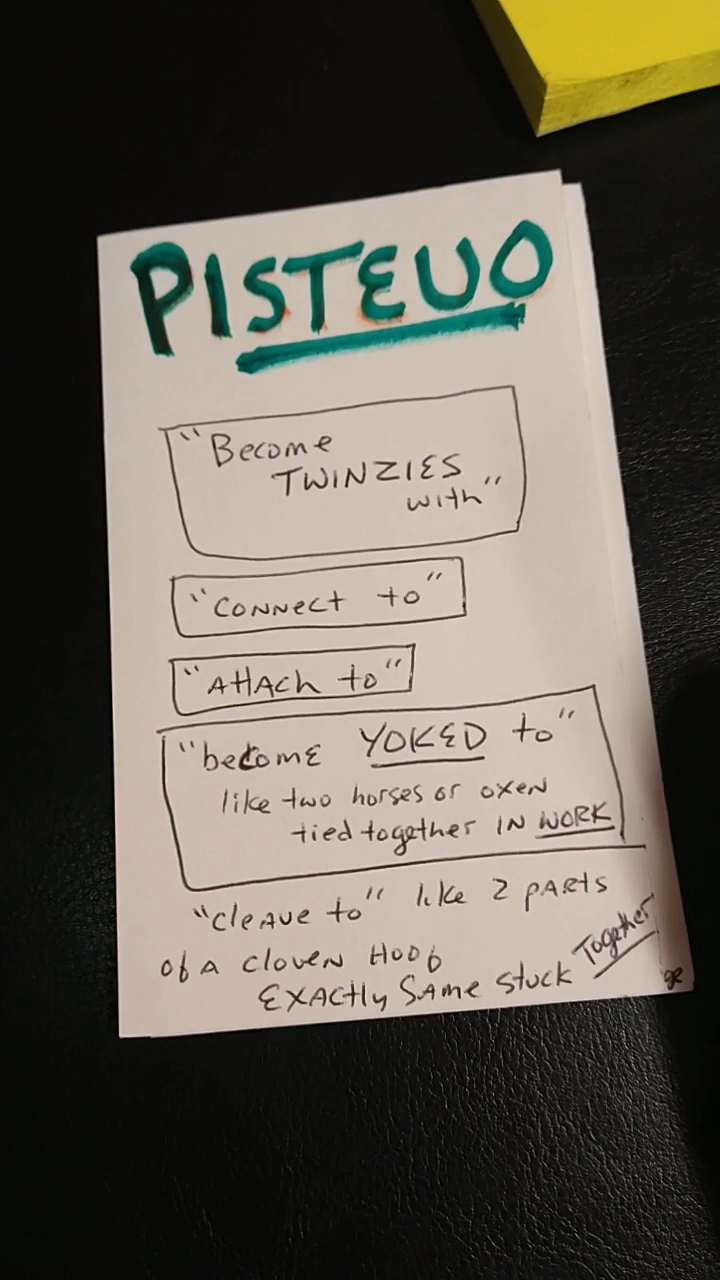 PISTEUO
"Become
TWINZIES
with"
"CONNect to"
"AttAch to"
"become YOKED to"
like two horses or oxen
tied together IN WORK
"cleave to" like 2 parts
of a cloven Hoof
Exactly Same stuck Together